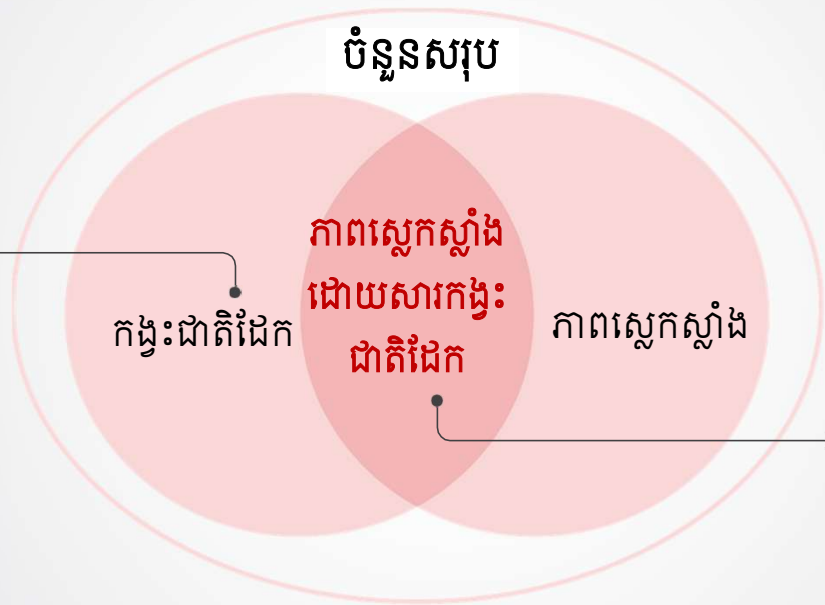 ចំនួនសរុប
ភាពស្លេកស្លាំង
ដោយសារកង្វះ
ជាតិដែក
កង្វះជាតិដែក
ភាពស្លេកស្លាំង